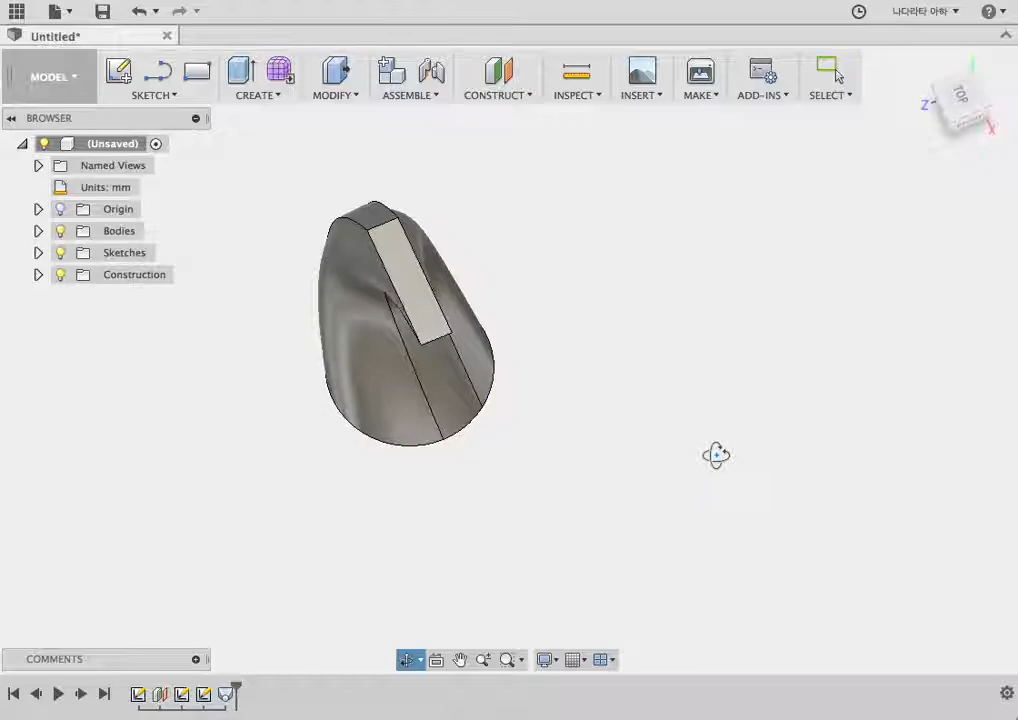 나다라타 아하
Untitled*
MODEL
SKETCH
CREATE
MODIFY
ASSEMBLE
CONSTRUCT
INSPECT
INSERT
MAKE
ADD-INS
SELECT
TOP
Z
X
BROWSER
(Unsaved)
Named Views
Units: mm
Origin
Bodies
Sketches
Construction
COMMENTS